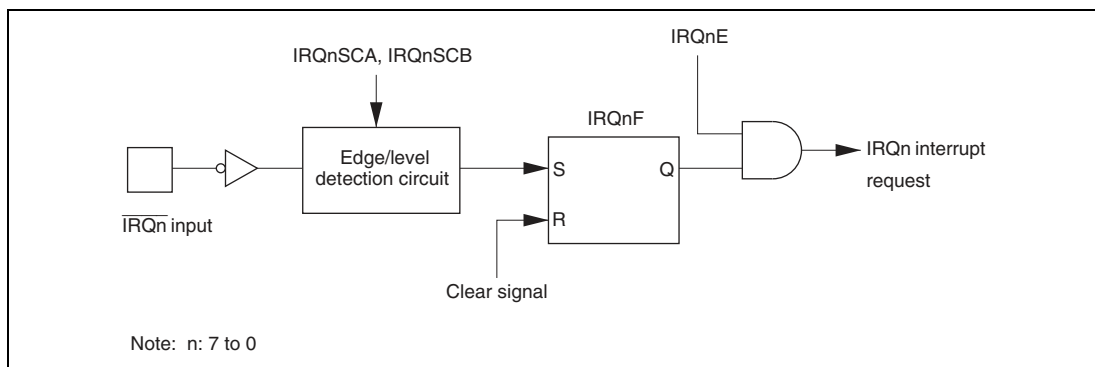 IRQnE
IRQnSCA, IRQnSCB
IRQnF
Edge/level
detection circuit
S
Q
R
IRQn interrupt
request
IRQn input
Clear signal
Note: n: 7 to 0